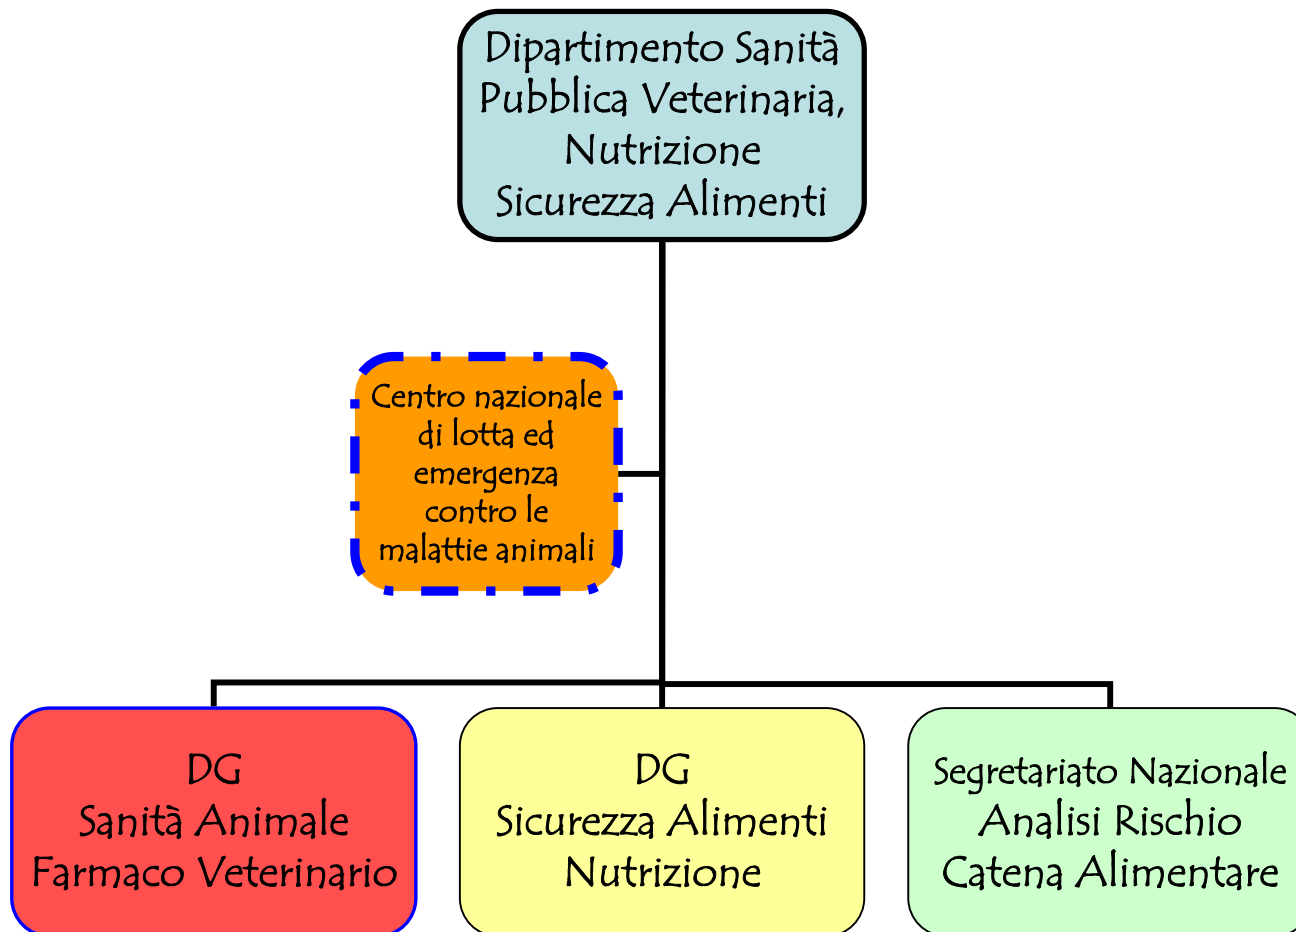 Dipartimento Sanità
Pubblica Veterinaria,
Nutrizione
Sicurezza Alimenti
Centro nazionale
di lotta ed
emergenza
contro le
malattie animali
DG
Sanità Animale
Farmaco Veterinario
DG
Sicurezza Alimenti
Nutrizione
Segretariato Nazionale
Analisi Rischio
Catena Alimentare